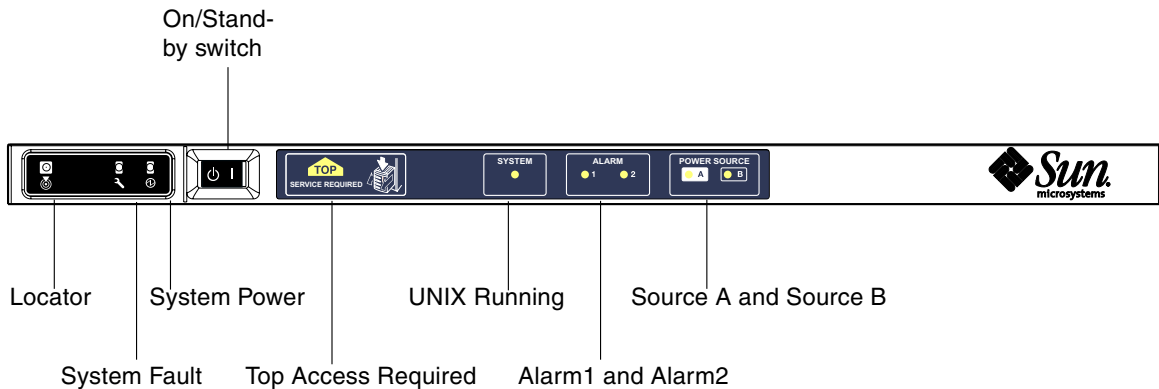 On/Stand-
by switch
TOP
SERVICE REQUIRED
SYSTEM
ALARM
1 2
POWER SOURCE
A B
Sun
microsystems
Locator System Power UNIX Running Source A and Source B
System Fault Top Access Required Alarm1 and Alarm2